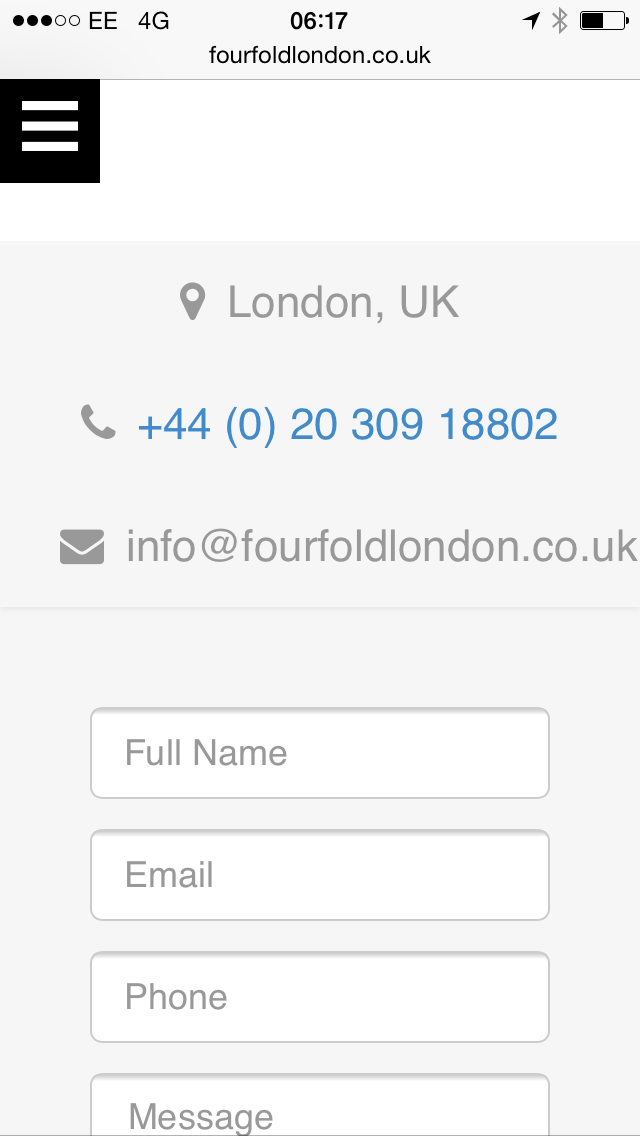 EE 4G 06:17
fourfoldlondon.co.uk
London, UK
+44 (0) 20 309 18802
info@fourfoldlondon.co.uk
Full Name
Email
Phone
Message